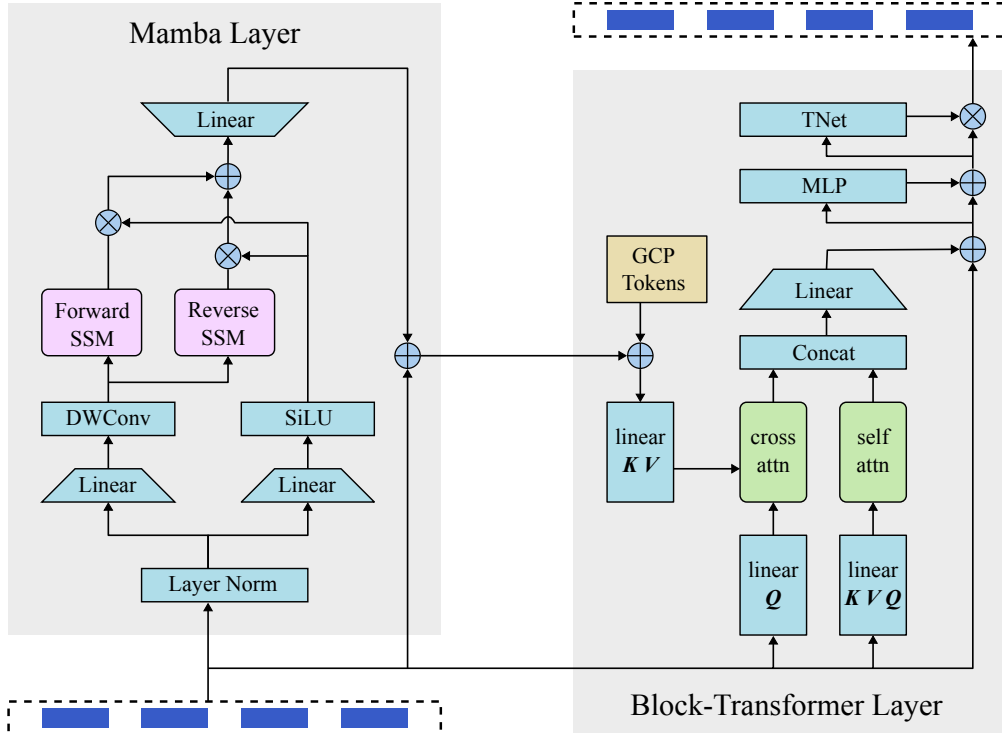 Mamba Layer
Linear
Forward
SSM
Reverse
SSM
DWConv
SiLU
Linear
Linear
Layer Norm
TNet
MLP
GCP
Tokens
Linear
Concat
linear
K V
cross
attn
self
attn
linear
Q
linear
K V Q
Block-Transformer Layer